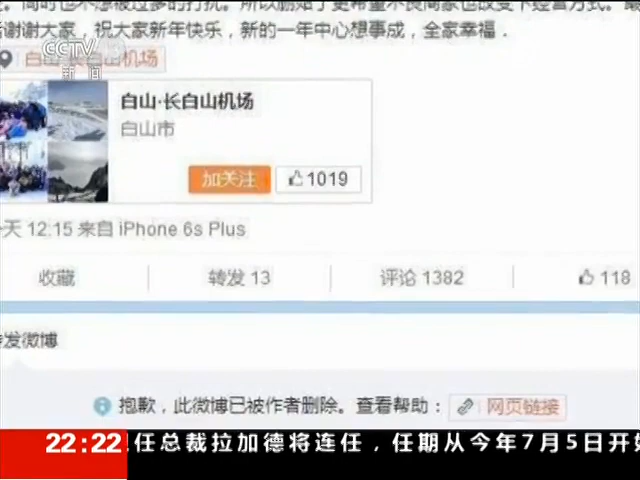 同时也不想被过多的打扰。所以删如了更希望不良商家也改变下经营方式。最
谢谢大家，祝大家新年快乐，新的一年中心想事成，全家幸福．
白山·长白山机场
CCTV 新闻
白山·长白山机场
白山市
加关注 1019
天 12:15 来自 iPhone 6s Plus
收藏 转发 13 评论 1382 118
发微博
抱歉，此微博已被作者删除。查看帮助： 网页链接
22:22 任总裁拉加德将连任，任期从今年7月5日开始